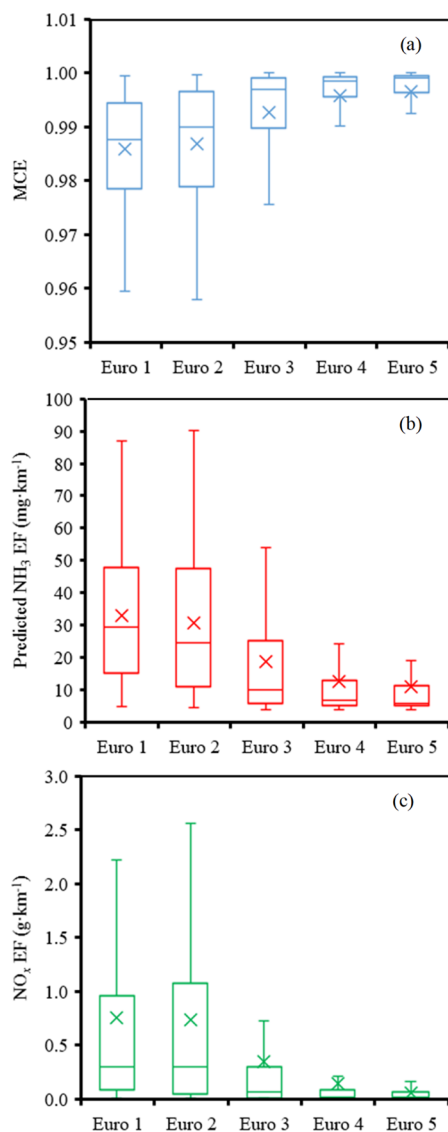 (a)
1.01
1.00
0.99
0.98
0.97
0.96
0.95
MCE
Euro 1 Euro 2 Euro 3 Euro 4 Euro 5
(b)
100
90
80
70
60
50
40
30
20
10
0
Predicted NH₃ EF (mg·km⁻¹)
Euro 1 Euro 2 Euro 3 Euro 4 Euro 5
(c)
3.0
2.5
2.0
1.5
1.0
0.5
0.0
NOₓ EF (g·km⁻¹)
Euro 1 Euro 2 Euro 3 Euro 4 Euro 5